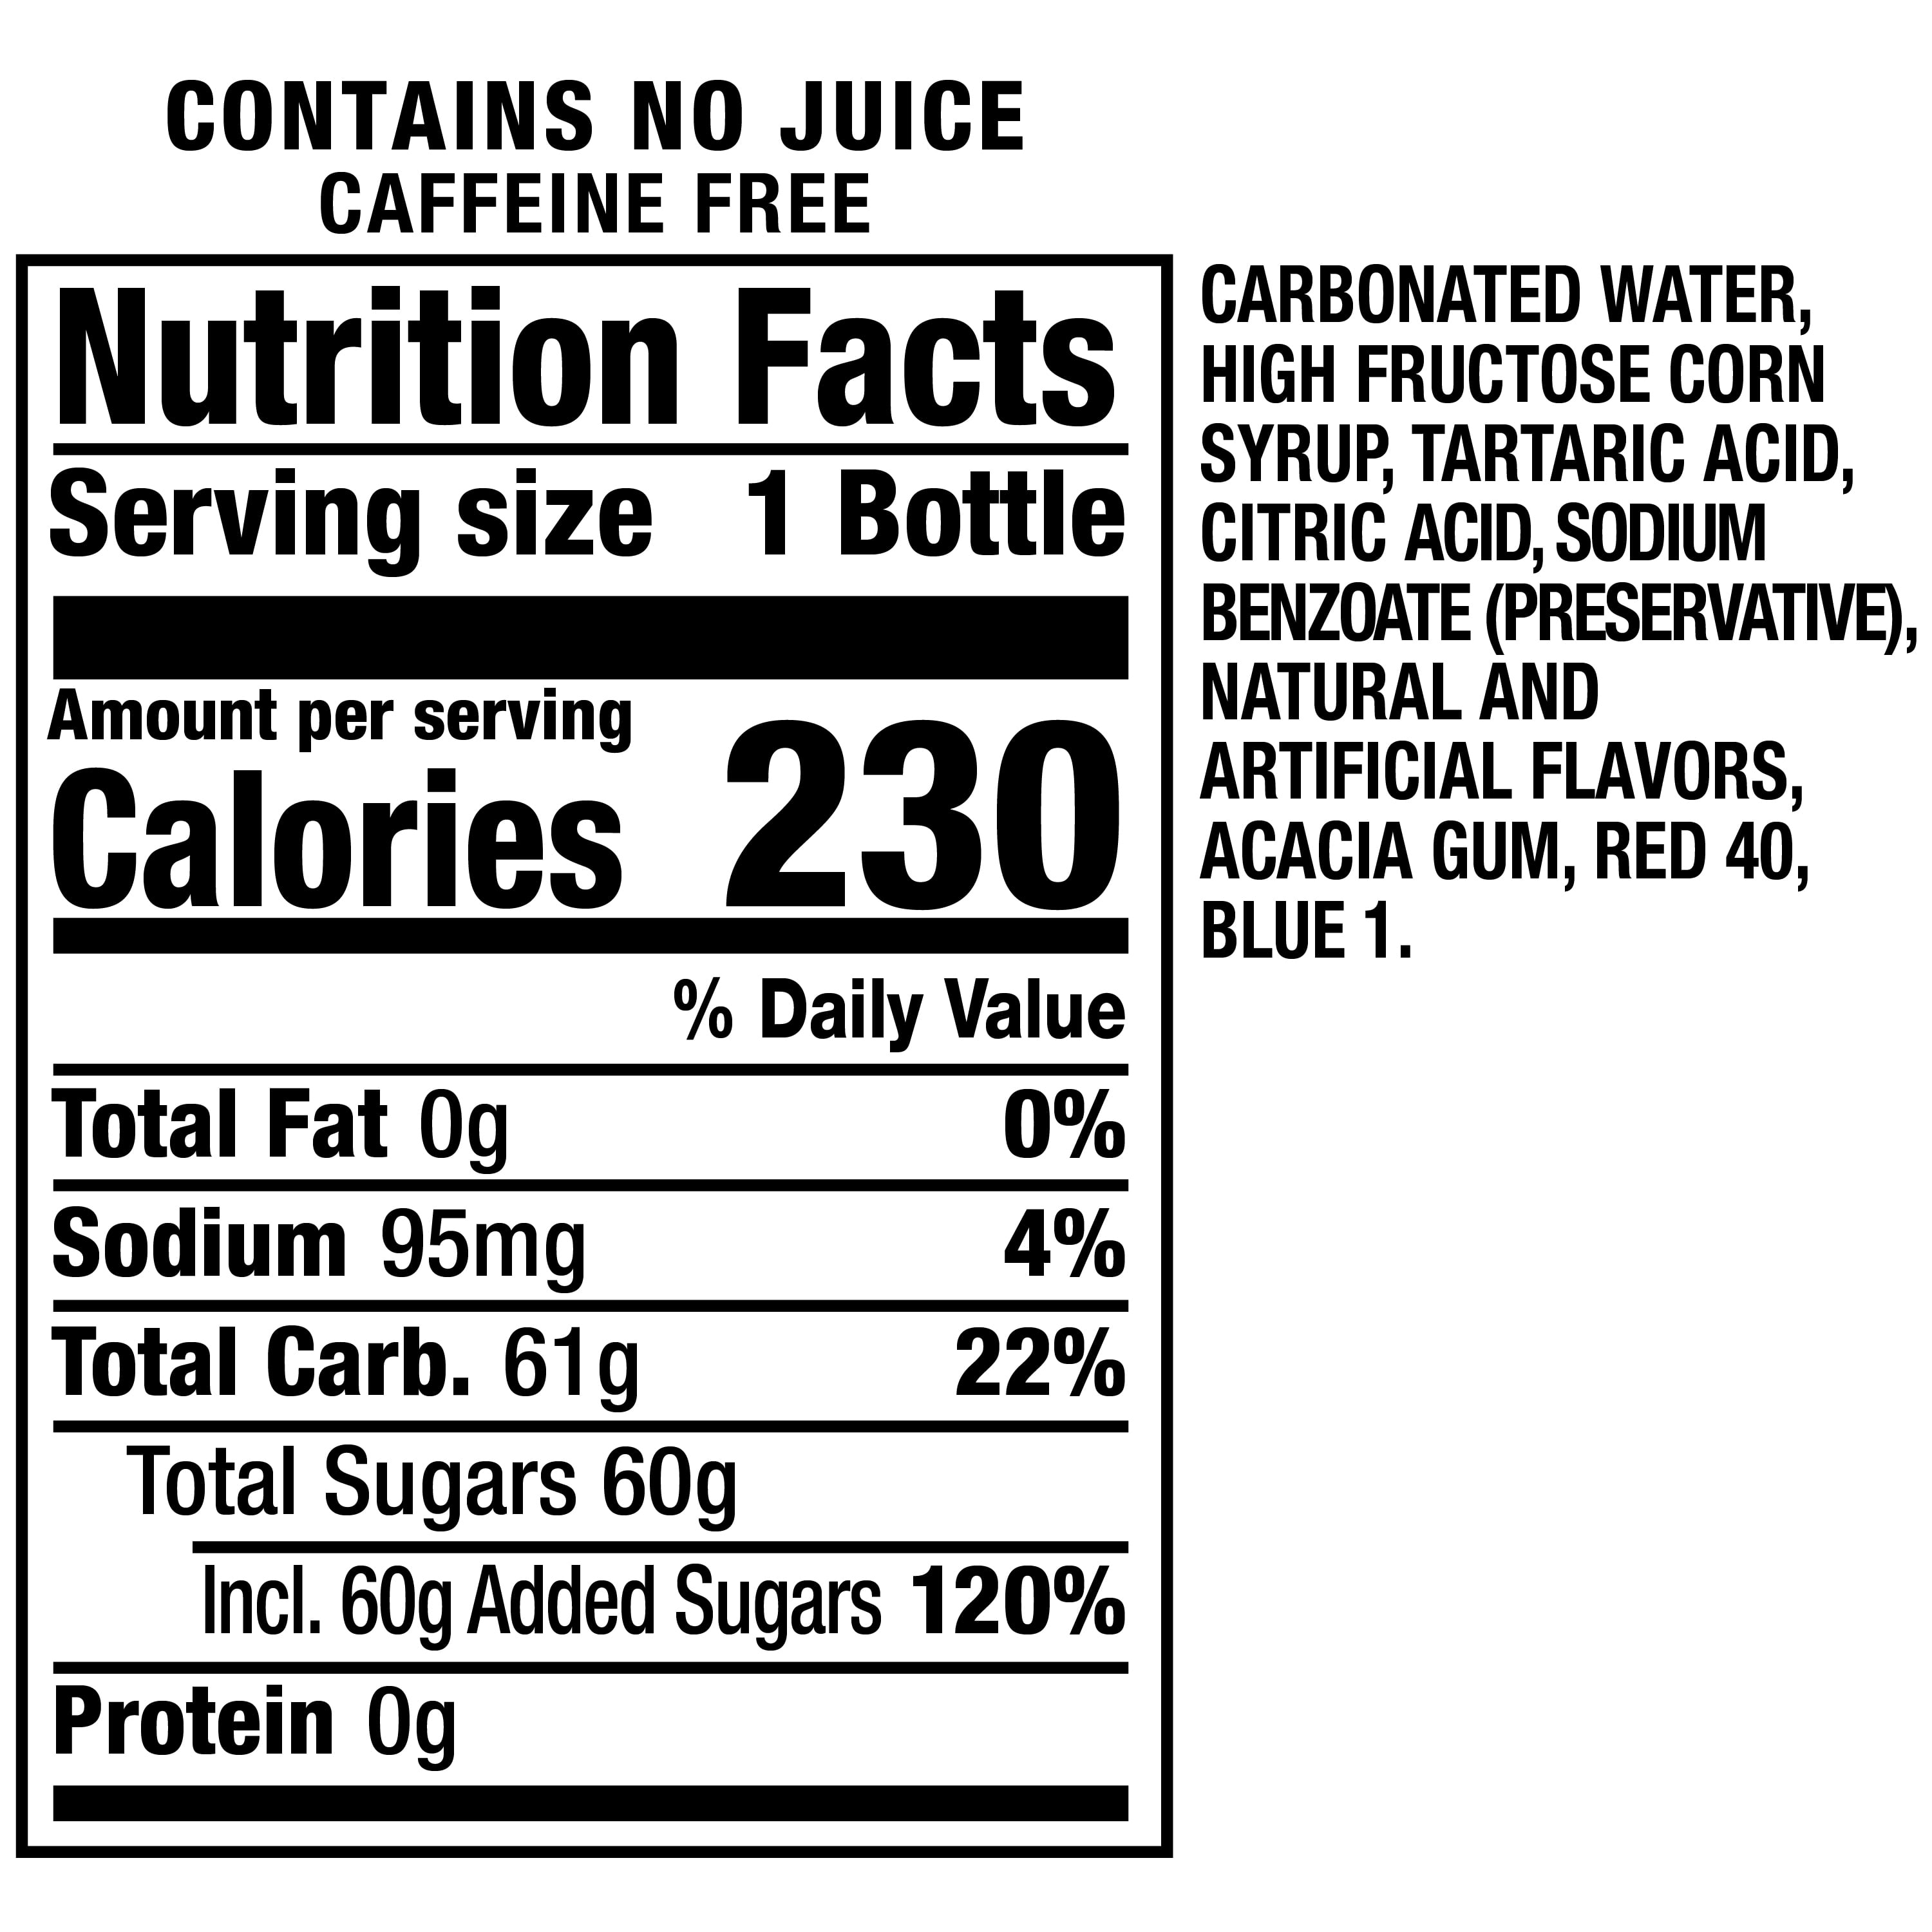 CONTAINS NO JUICE
CAFFEINE FREE
Nutrition Facts
Serving size 1 Bottle
Amount per serving
Calories 230
% Daily Value
Total Fat 0g 0%
Sodium 95mg 4%
Total Carb. 61g 22%
Total Sugars 60g
Incl. 60g Added Sugars 120%
Protein 0g
CARBONATED WATER,
HIGH FRUCTOSE CORN
SYRUP, TARTARIC ACID,
CITRIC ACID, SODIUM
BENZOATE (PRESERVATIVE),
NATURAL AND
ARTIFICIAL FLAVORS,
ACACIA GUM, RED 40,
BLUE 1.